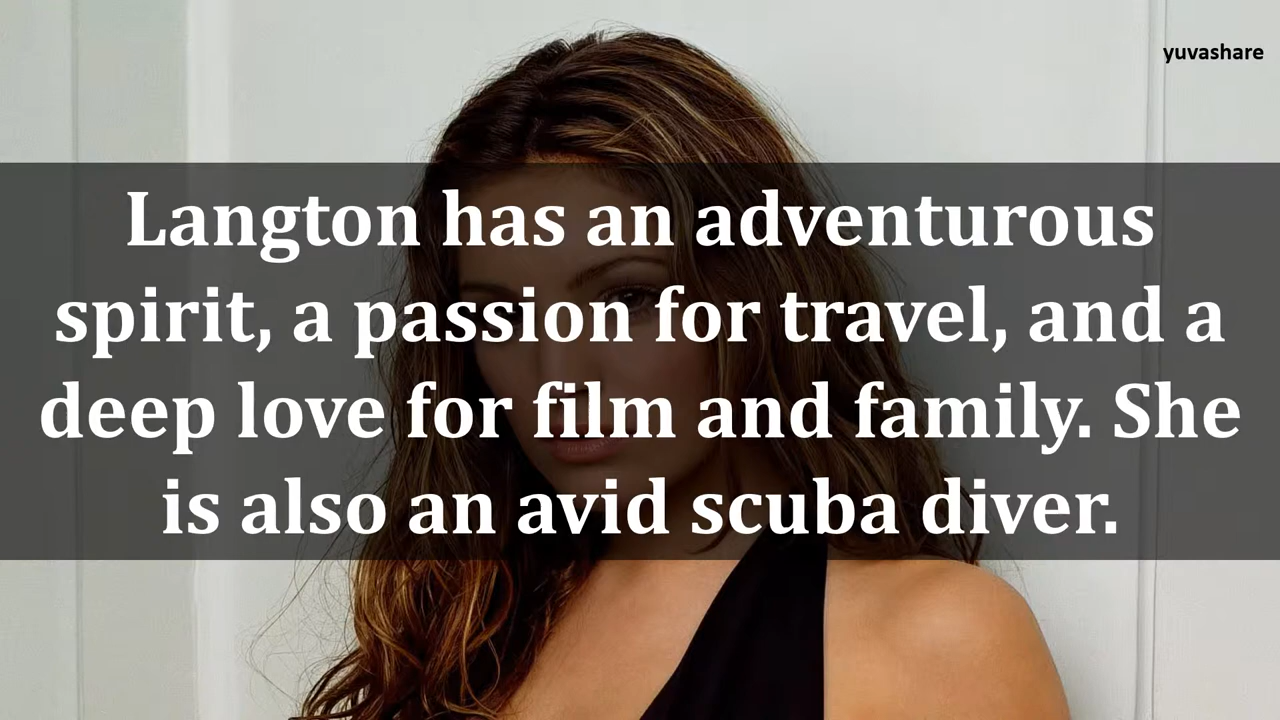 yuvashare
Langton has an adventurous
spirit, a passion for travel, and a
deep love for film and family. She
is also an avid scuba diver.